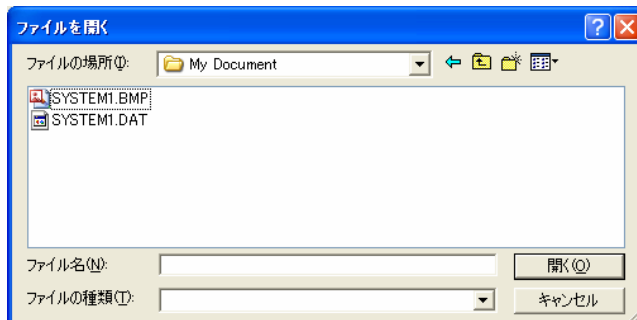 ファイルを開く
ファイルの場所(I): My Document
SYSTEM1.BMP
SYSTEM1.DAT
ファイル名(N): 開く(O)
ファイルの種類(T): キャンセル